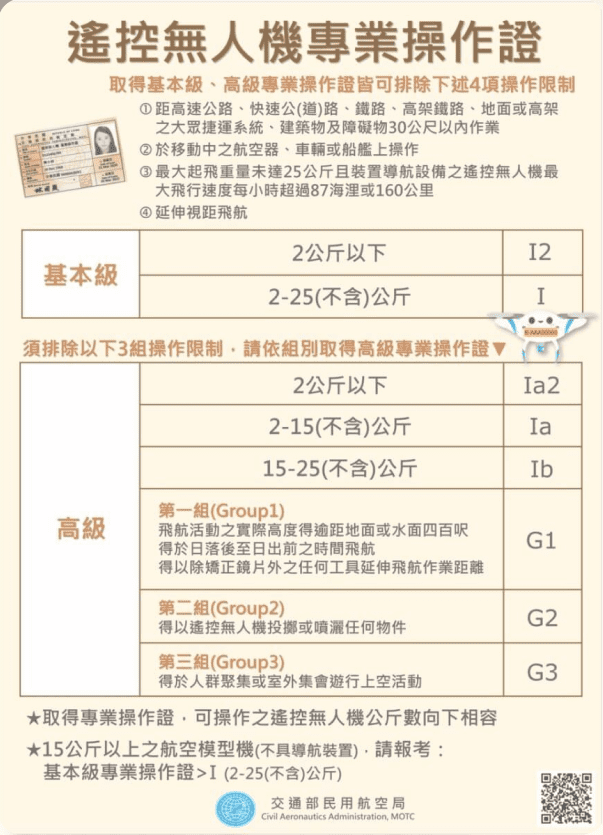 遙控無人機專業操作證
取得基本級、高級專業操作證皆可排除下述4項操作限制
①距高速公路、快速公(道)路、鐵路、高架鐵路、地面或高架
之大眾捷運系統、建築物及障礙物30公尺以內作業
②於移動中之航空器、車輛或船艦上操作
③最大起飛重量未達25公斤且裝置導航設備之遙控無人機最
大飛行速度每小時超過87海浬或160公里
④延伸視距飛航
基本級
2公斤以下 I2
2-25(不含)公斤 I
須排除以下3組操作限制，請依組別取得高級專業操作證▼
高級
2公斤以下 Ia2
2-15(不含)公斤 Ia
15-25(不含)公斤 Ib
第一組(Group1)
飛航活動之實際高度得逾距地面或水面四百呎
得於日落後至日出前之時間飛航
得以除矯正鏡片外之任何工具延伸飛航作業距離
G1
第二組(Group2)
得以遙控無人機投擲或噴灑任何物件
G2
第三組(Group3)
得於人群聚集或室外集會遊行上空活動
G3
★取得專業操作證，可操作之遙控無人機公斤數向下相容
★15公斤以上之航空模型機(不具導航裝置)，請報考：
基本級專業操作證>I (2-25(不含)公斤)
交通部民用航空局
Civil Aeronautics Administration, MOTC